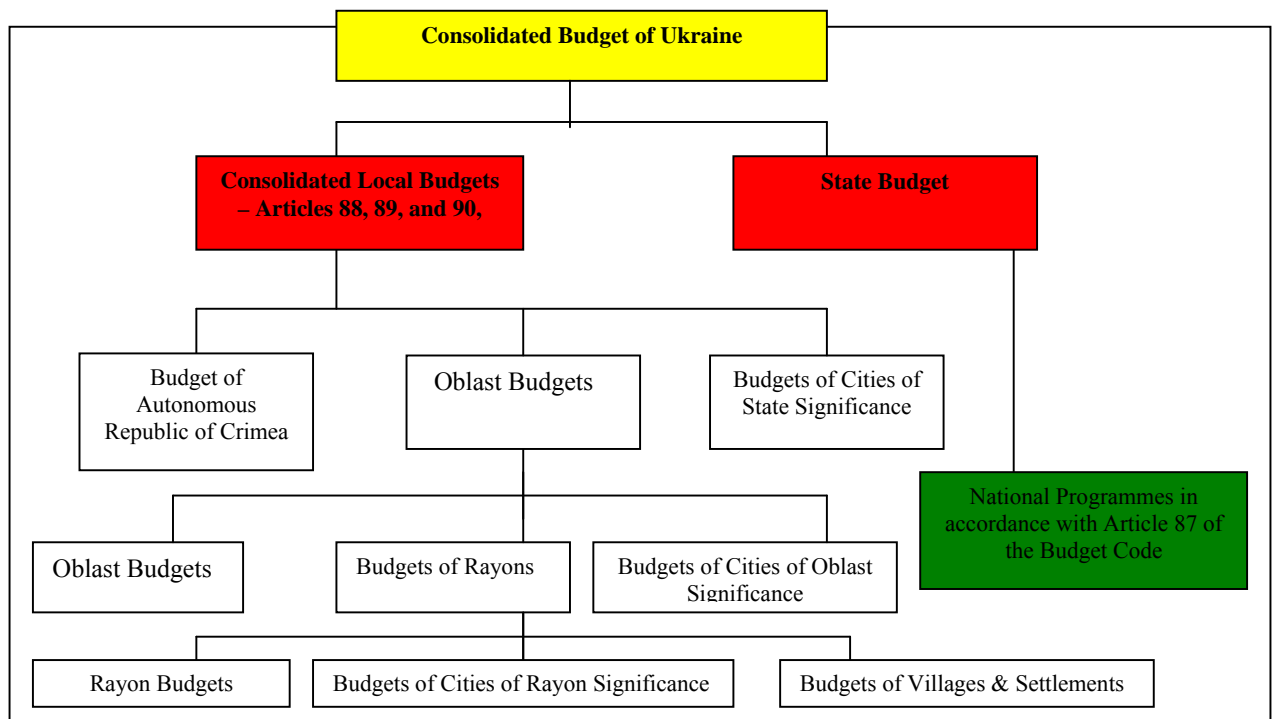 Consolidated Budget of Ukraine
Consolidated Local Budgets
– Articles 88, 89, and 90,
State Budget
Budget of
Autonomous
Republic of Crimea
Oblast Budgets
Budgets of Cities of
State Significance
National Programmes in
accordance with Article 87 of
the Budget Code
Oblast Budgets
Budgets of Rayons
Budgets of Cities of Oblast
Significance
Rayon Budgets
Budgets of Cities of Rayon Significance
Budgets of Villages & Settlements